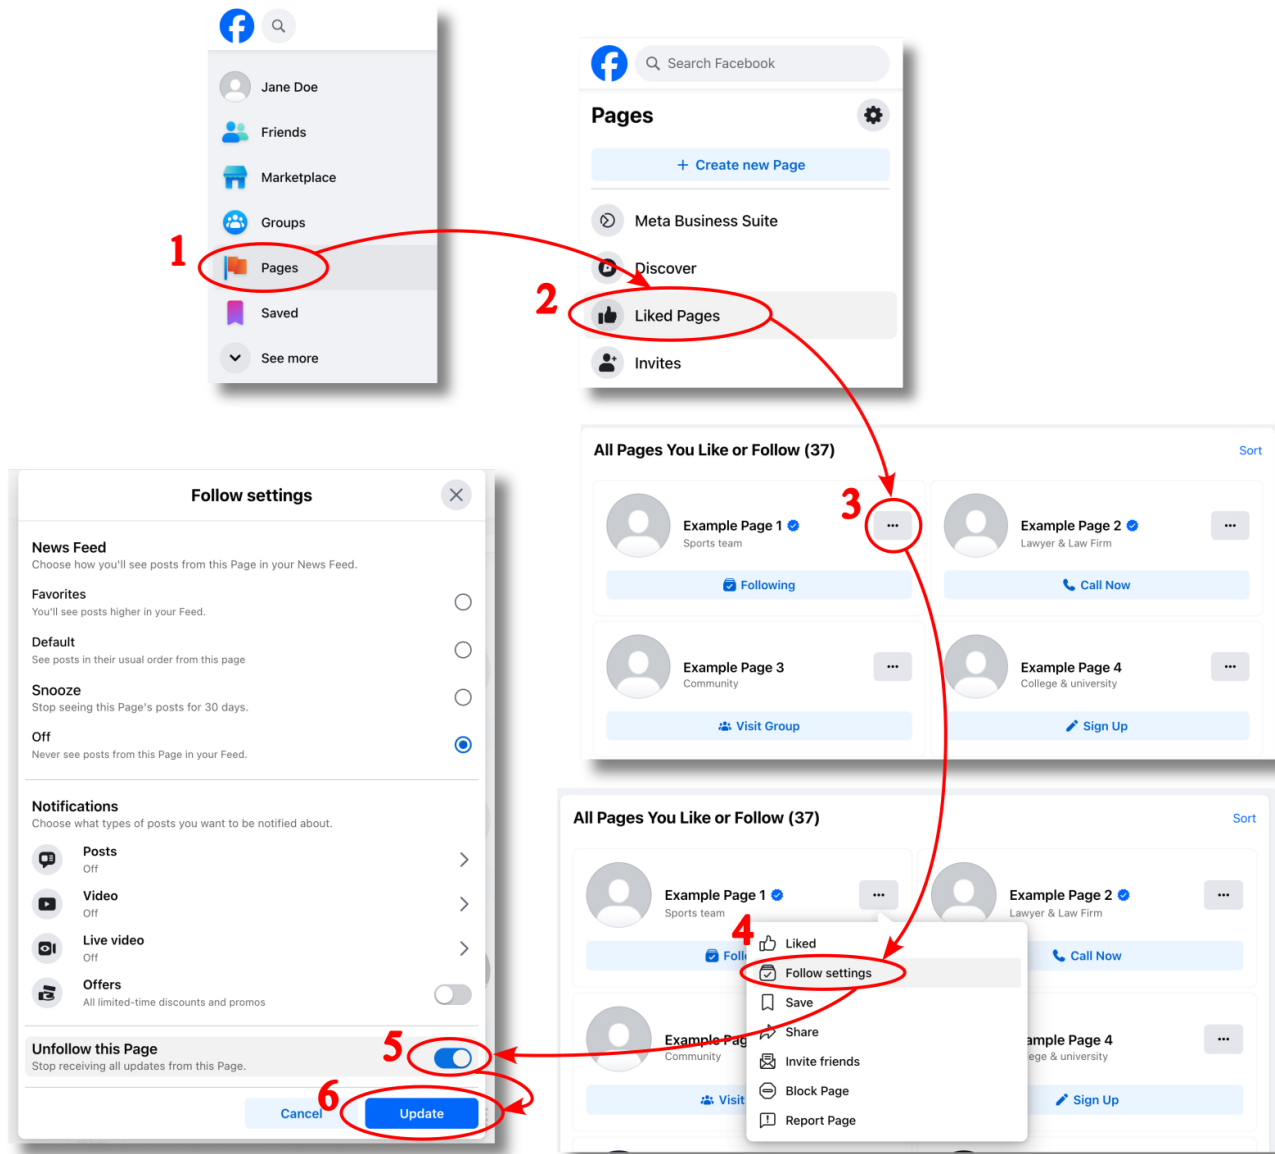 Jane Doe
Friends
Marketplace
Groups
1
Pages
Saved
See more
Search Facebook
Pages
+ Create new Page
Meta Business Suite
Discover
2
Liked Pages
Invites
All Pages You Like or Follow (37)
Sort
3
Example Page 1
Sports team
Following
Example Page 2
Lawyer & Law Firm
Call Now
Example Page 3
Community
Visit Group
Example Page 4
College & university
Sign Up
All Pages You Like or Follow (37)
Sort
Example Page 1
Sports team
Foll
Example Page 2
Lawyer & Law Firm
Call Now
4
Liked
Follow settings
Save
Share
Invite friends
Block Page
Report Page
Example Pag
Community
Visit
ample Page 4
ege & university
Sign Up
Follow settings
News Feed
Choose how you'll see posts from this Page in your News Feed.
Favorites
You'll see posts higher in your Feed.
Default
See posts in their usual order from this page
Snooze
Stop seeing this Page's posts for 30 days.
Off
Never see posts from this Page in your Feed.
Notifications
Choose what types of posts you want to be notified about.
Posts
Off
Video
Off
Live video
Off
Offers
All limited-time discounts and promos
Unfollow this Page
Stop receiving all updates from this Page.
5
6
Cancel
Update